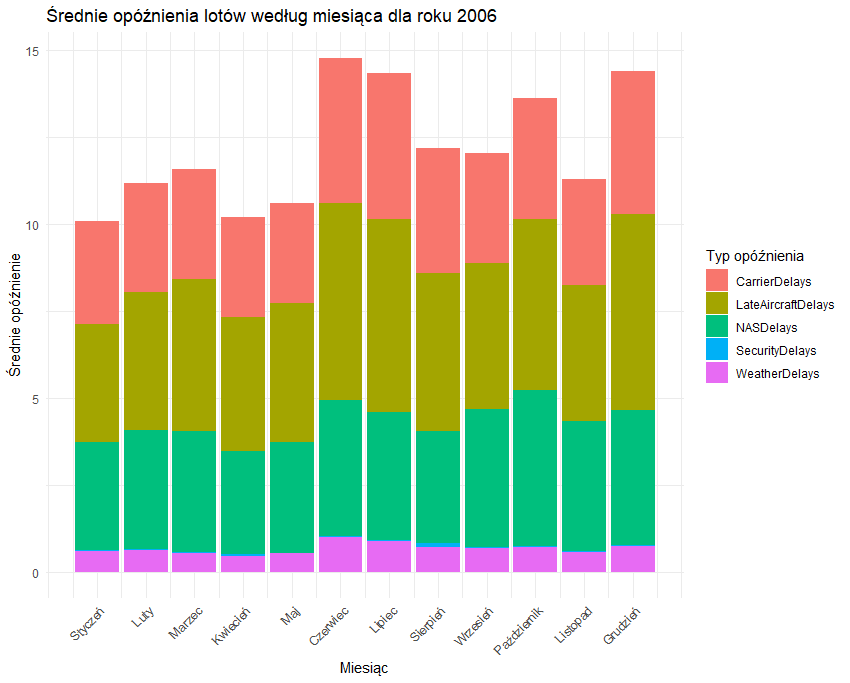 Średnie opóźnienia lotów według miesiąca dla roku 2006
15
10
5
0
Średnie opóźnienie
Styczeń
Luty
Marzec
Kwiecień
Maj
Czerwiec
Lipiec
Sierpień
Wrzesień
Październik
Listopad
Grudzień
Miesiąc
Typ opóźnienia
CarrierDelays
LateAircraftDelays
NASDelays
SecurityDelays
WeatherDelays